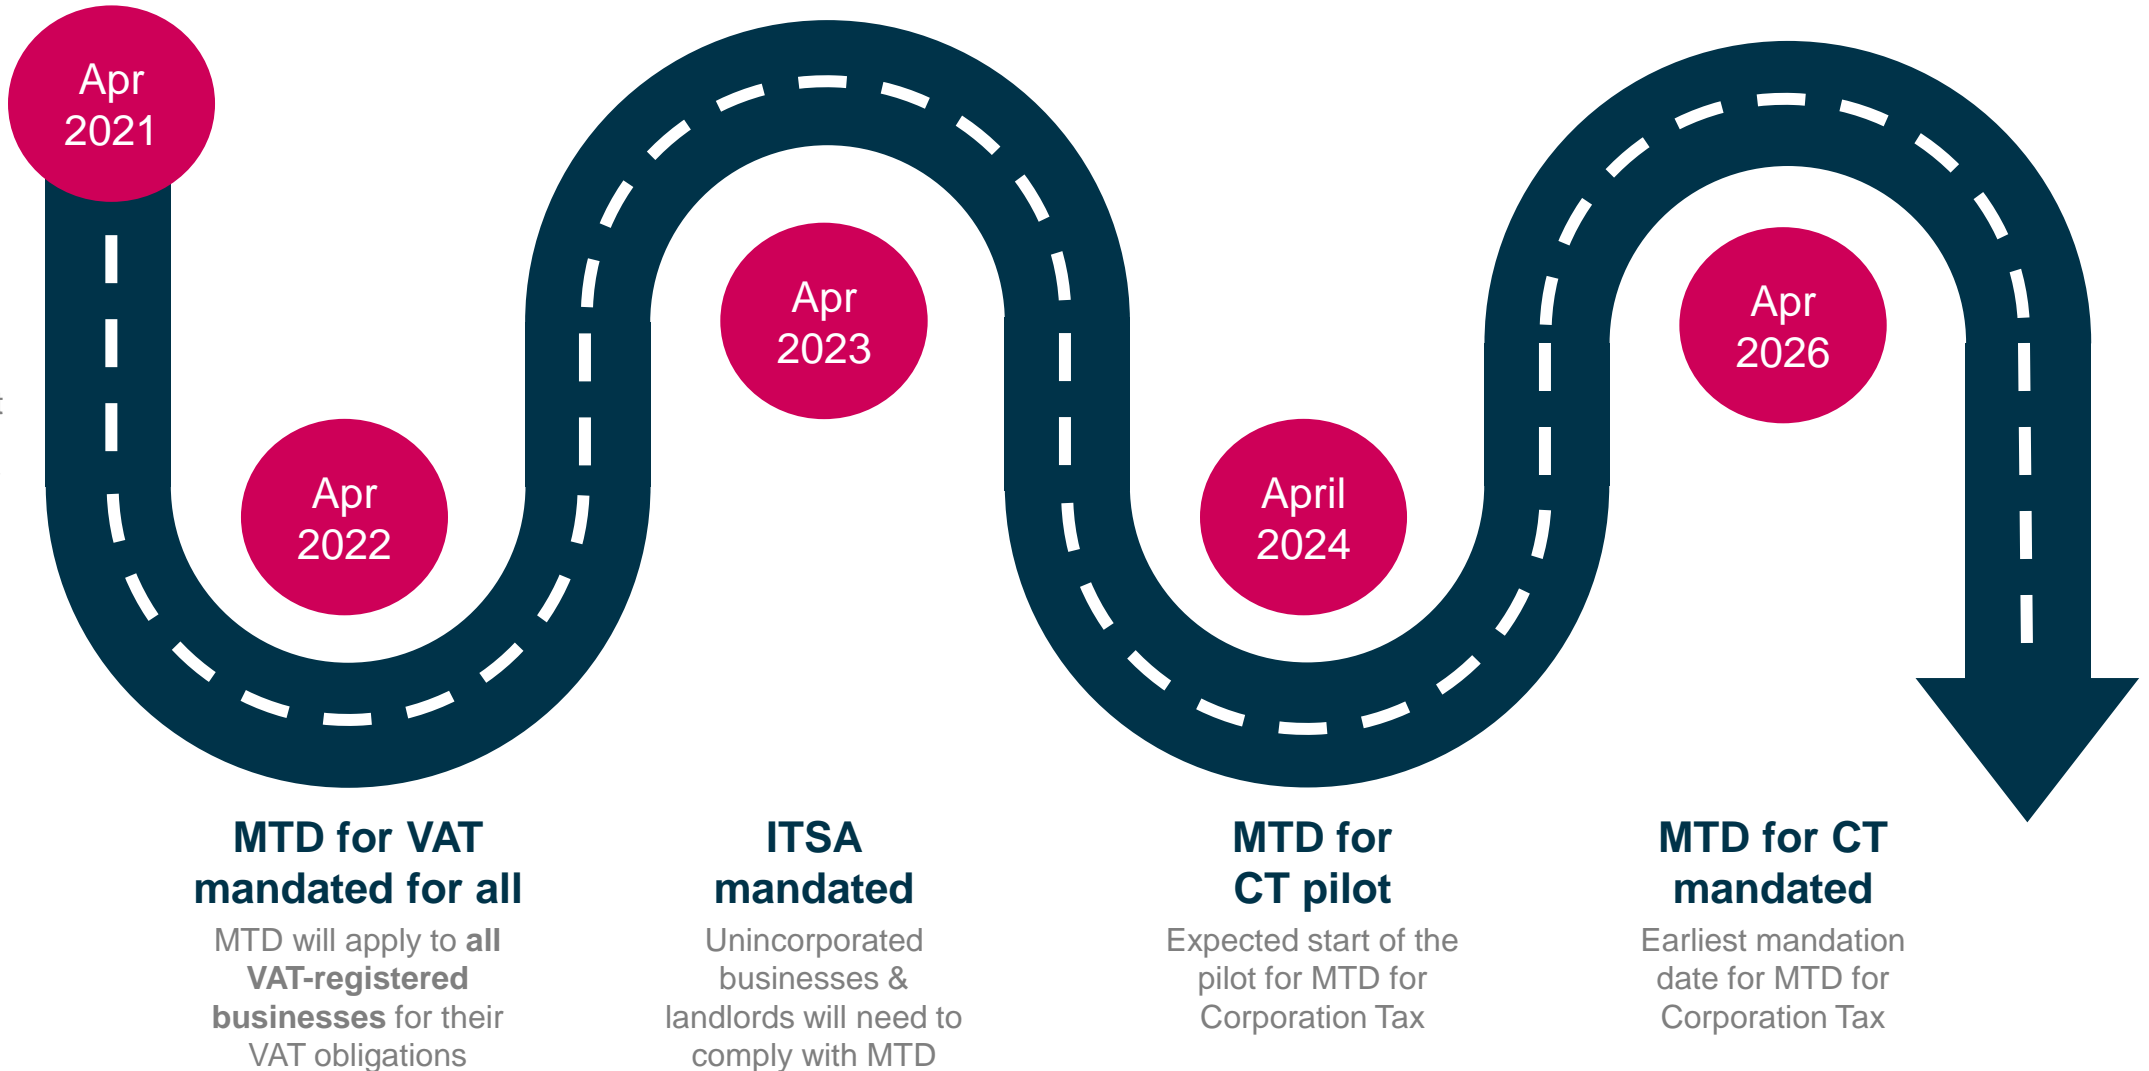 Apr
2021
Apr
2022
Apr
2023
April
2024
Apr
2026
MTD for VAT
mandated for all
MTD will apply to all
VAT-registered
businesses for their
VAT obligations
ITSA
mandated
Unincorporated
businesses &
landlords will need to
comply with MTD
MTD for
CT pilot
Expected start of the
pilot for MTD for
Corporation Tax
MTD for CT
mandated
Earliest mandation
date for MTD for
Corporation Tax